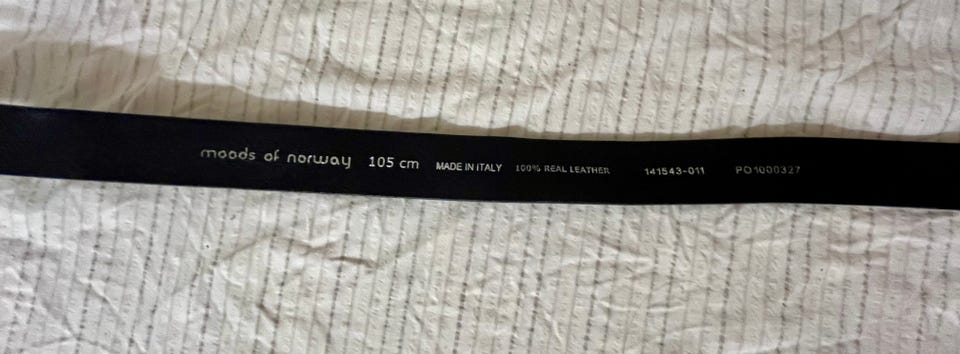 moods of norway 105 cm MADE IN ITALY 100% REAL LEATHER 141543-011 PO1000327